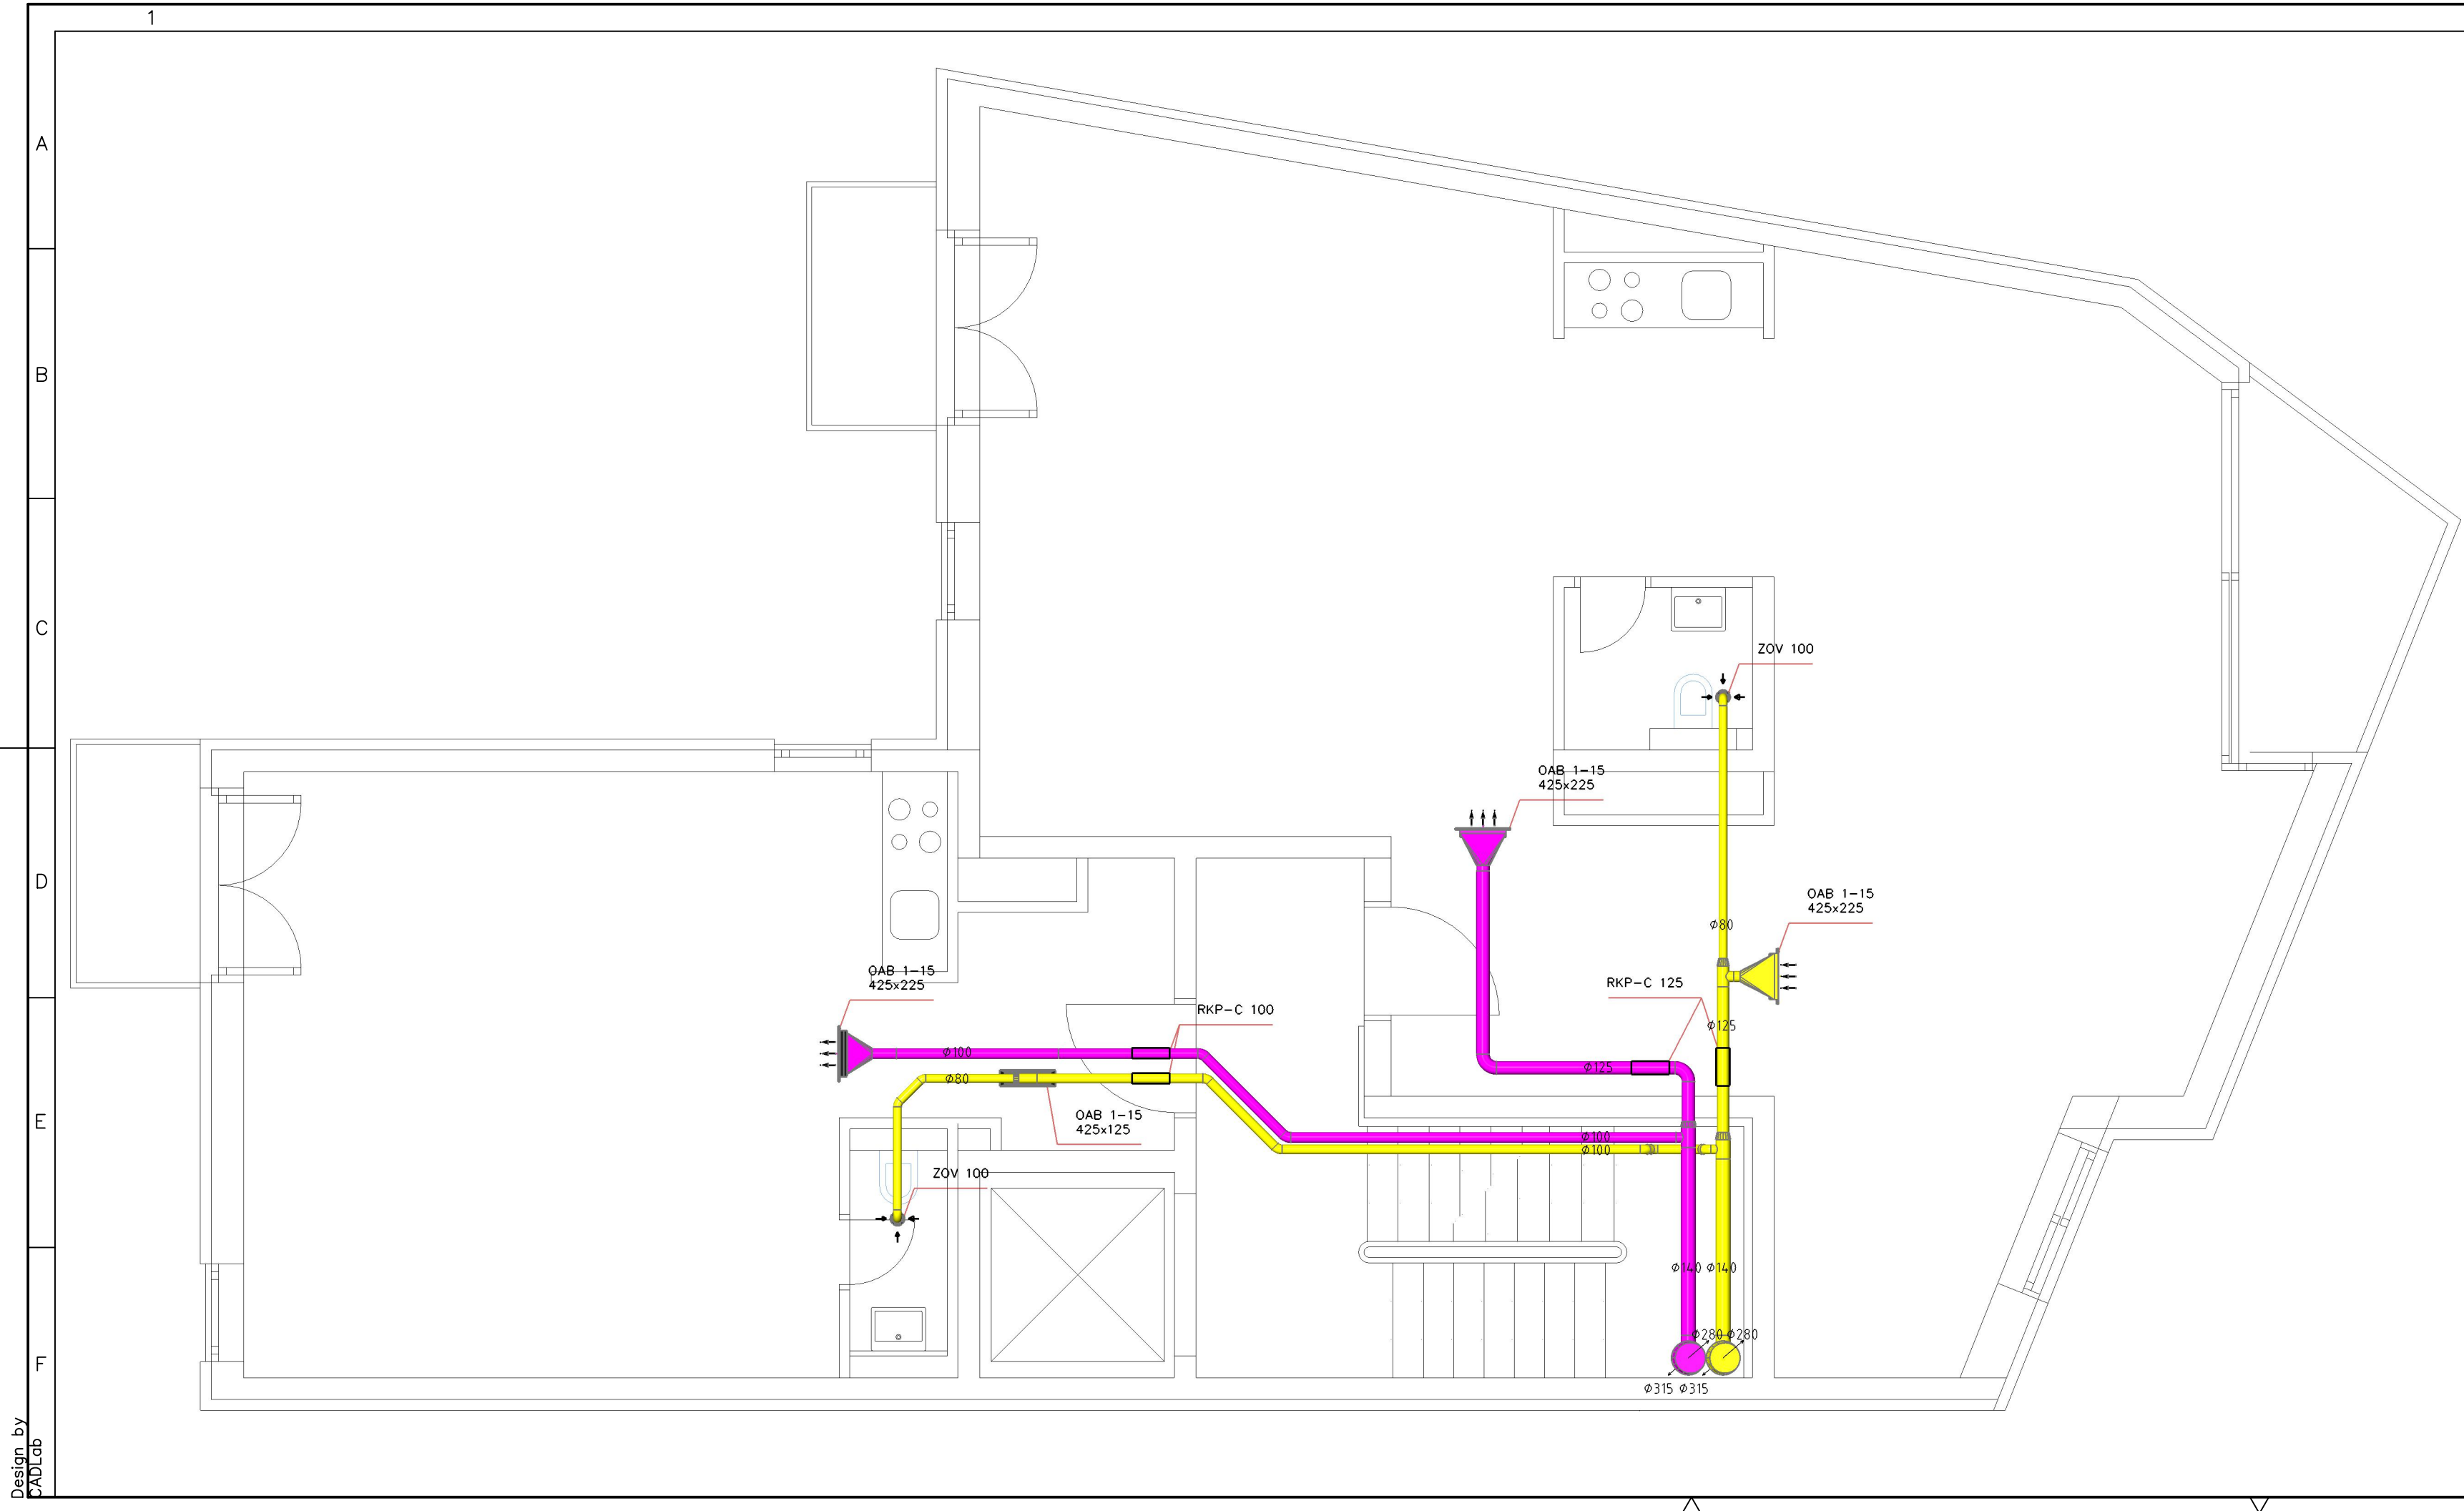 1
A
B
C
ZOV 100
OAB 1-15
425x225
D
OAB 1-15
425x225
ø80
OAB 1-15
425x225
RKP-C 125
RKP-C 100
ø125
ø100
ø125
ø80
OAB 1-15
425x125
E
ø100
ø100
ZOV 100
ø140 ø140
ø280 ø280
F
ø315 ø315
Design by
CADLab